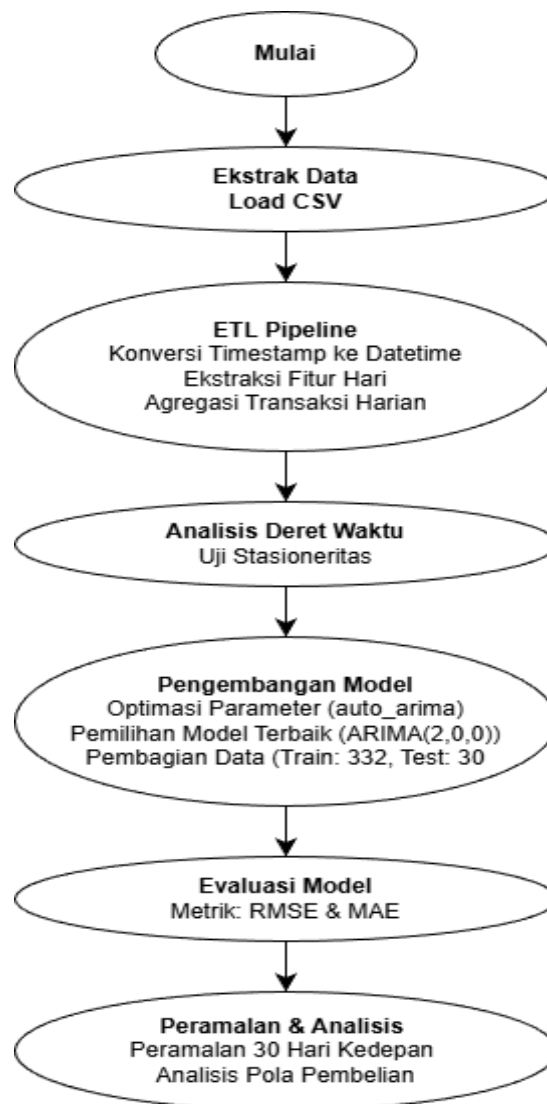 Mulai
Ekstrak Data
Load CSV
ETL Pipeline
Konversi Timestamp ke Datetime
Ekstraksi Fitur Hari
Agregasi Transaksi Harian
Analisis Deret Waktu
Uji Stasioneritas
Pengembangan Model
Optimasi Parameter (auto_arima)
Pemilihan Model Terbaik (ARIMA(2,0,0))
Pembagian Data (Train: 332, Test: 30
Evaluasi Model
Metrik: RMSE & MAE
Peramalan & Analisis
Peramalan 30 Hari Kedepan
Analisis Pola Pembelian